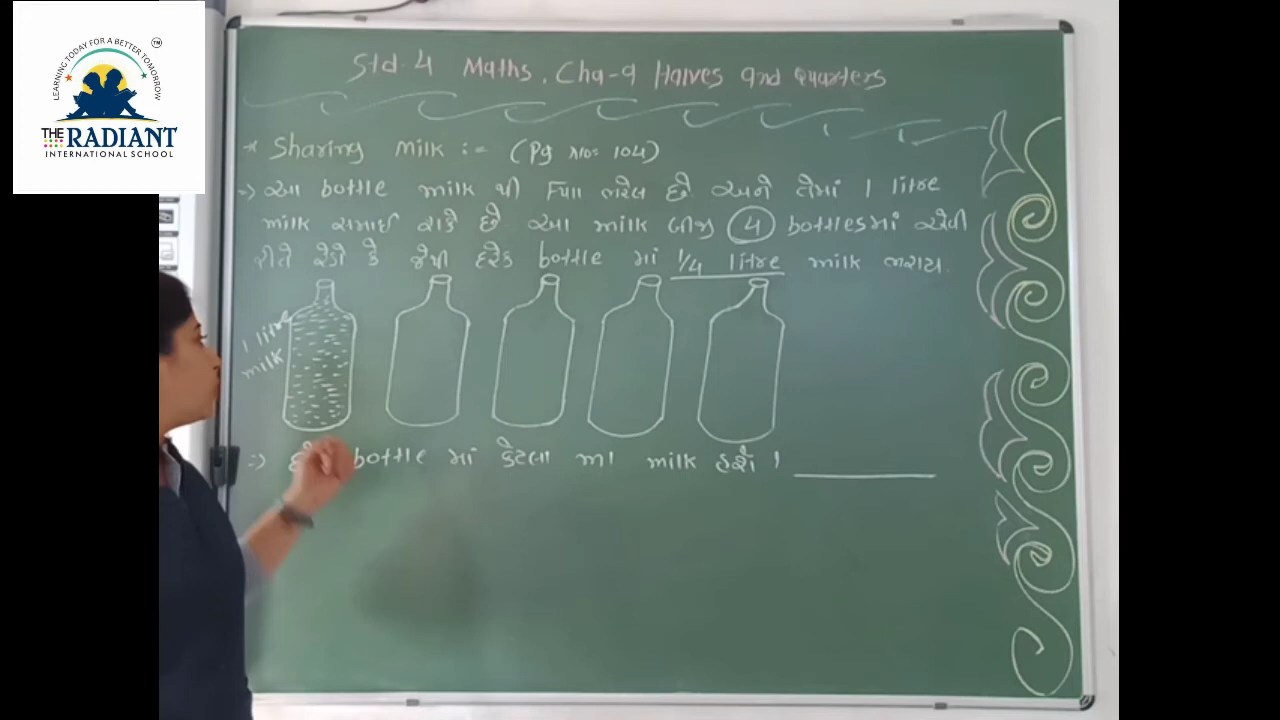 LEARNING TODAY FOR A BETTER TOMORROW
TM
THE RADIANT
INTERNATIONAL SCHOOL
Std-4 Maths, Cha-9 Halves and Quarters
* Sharing Milk :- (Pg no= 104)
→ આ bottle milk થી Full ભરેલ છે અને તેમાં 1 litre
milk સમાઈ શકે છે આ milk બીજી 4 bottlesમાં એવી
રીતે રેડો કે જેથી દરેક bottle માં 1/4 litre milk ભરાય.
1 litre
milk
→ bottle માં કેટલા ml milk હશે ?